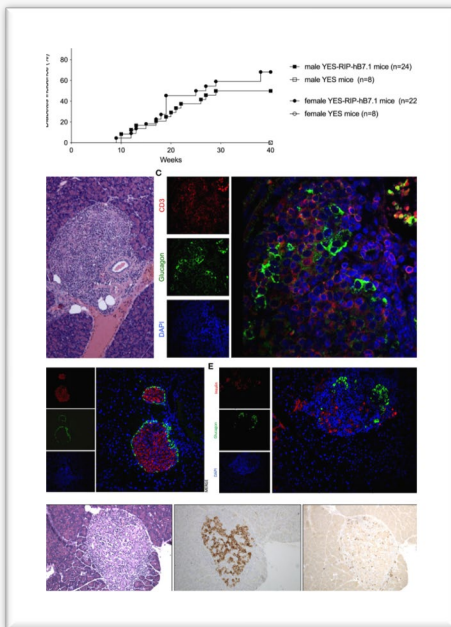 80
60
40
20
0
0
10
20
30
40
Weeks
male YES-RIP-hB7.1 mice (n=24)
male YES mice (n=8)
female YES-RIP-hB7.1 mice (n=22
female YES mice (n=8)
C
CD3
Glucagon
DAPI
E
Glucagon
DAPI